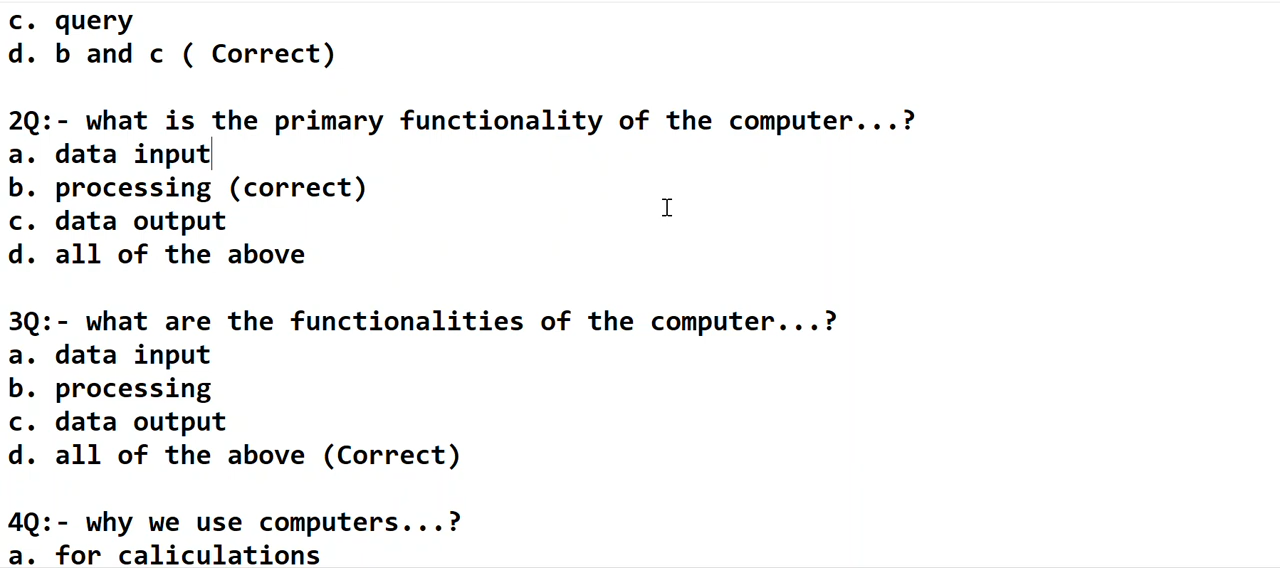 c. query
d. b and c ( Correct)
2Q:- what is the primary functionality of the computer...?
a. data input
b. processing (correct)
c. data output
d. all of the above
3Q:- what are the functionalities of the computer...?
a. data input
b. processing
c. data output
d. all of the above (Correct)
4Q:- why we use computers...?
a. for caliculations